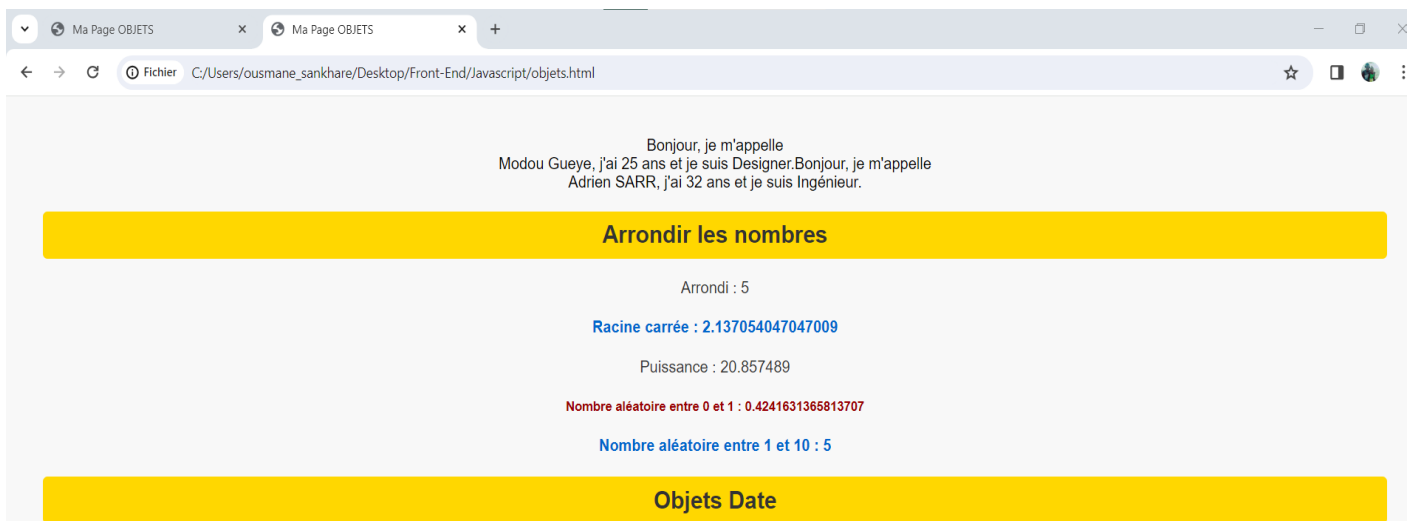 Ma Page OBJETS
Ma Page OBJETS
Fichier C:/Users/ousmane_sankhare/Desktop/Front-End/Javascript/objets.html
Bonjour, je m'appelle
Modou Gueye, j'ai 25 ans et je suis Designer.Bonjour, je m'appelle
Adrien SARR, j'ai 32 ans et je suis Ingénieur.
Arrondir les nombres
Arrondi : 5
Racine carrée : 2.137054047047009
Puissance : 20.857489
Nombre aléatoire entre 0 et 1 : 0.4241631365813707
Nombre aléatoire entre 1 et 10 : 5
Objets Date